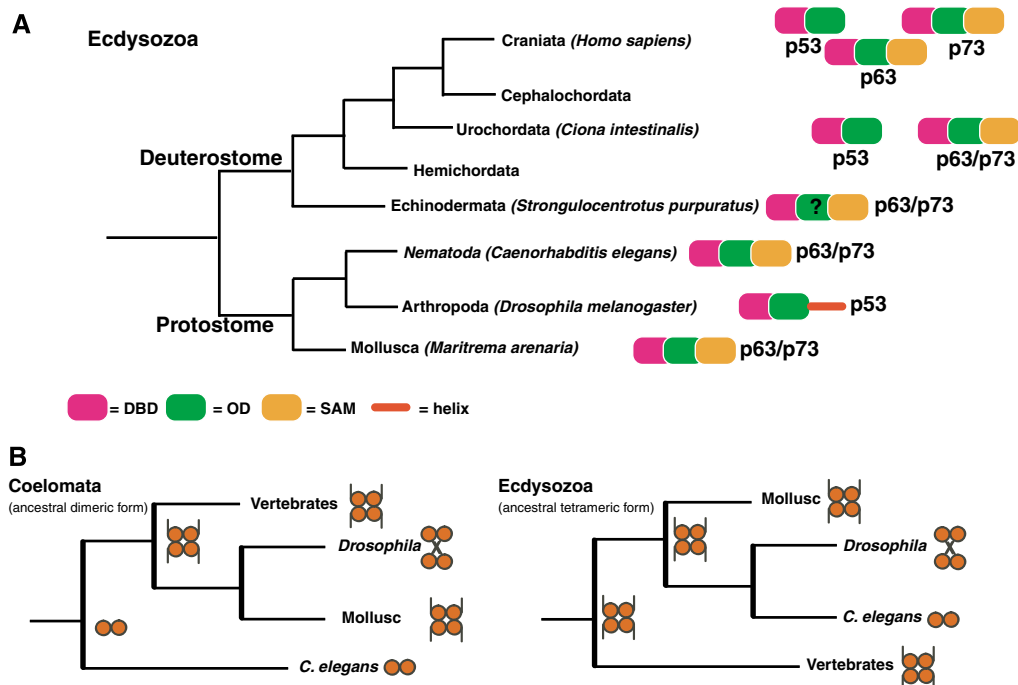 A
Ecdysozoa
Craniata (Homo sapiens)
p53
p63
p73
Cephalochordata
Urochordata (Ciona intestinalis)
p53
p63/p73
Deuterostome
Hemichordata
Echinodermata (Strongulocentrotus purpuratus)
?
p63/p73
Nematoda (Caenorhabditis elegans)
p63/p73
Arthropoda (Drosophila melanogaster)
p53
Protostome
Mollusca (Maritrema arenaria)
p63/p73
= DBD = OD = SAM = helix
B
Coelomata
(ancestral dimeric form)
Vertebrates
Drosophila
Mollusc
C. elegans
Ecdysozoa
(ancestral tetrameric form)
Mollusc
Drosophila
C. elegans
Vertebrates